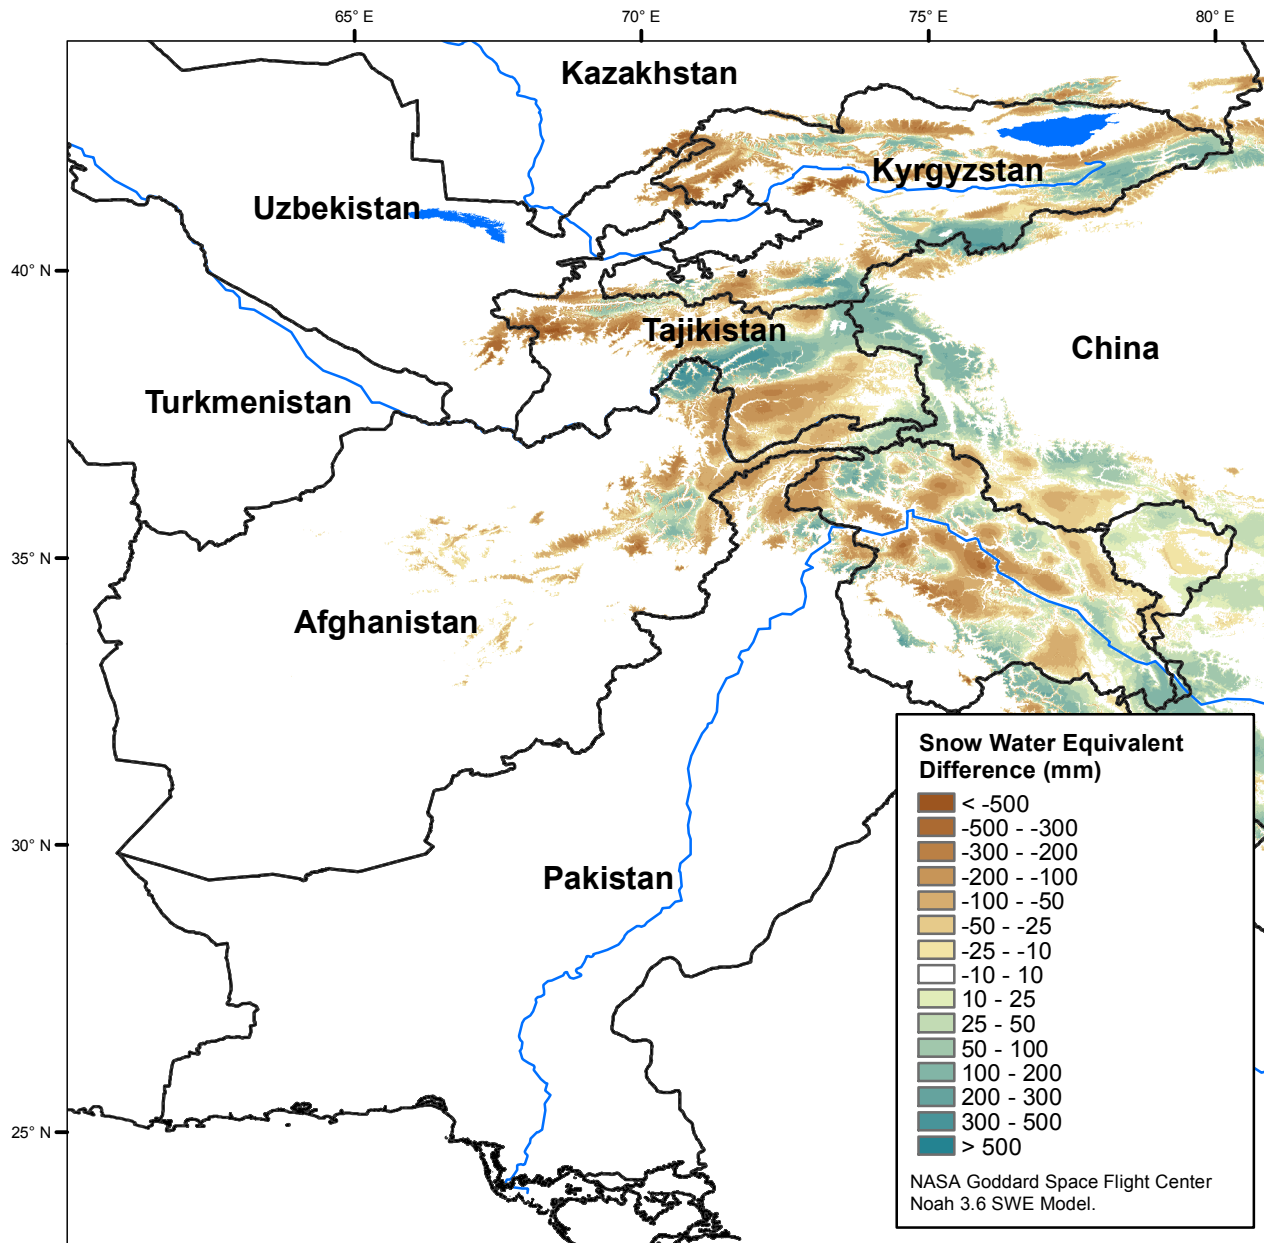 65° E
70° E
75° E
80° E
Kazakhstan
Kyrgyzstan
Uzbekistan
40° N
Tajikistan
China
Turkmenistan
35° N
Afghanistan
Snow Water Equivalent
Difference (mm)
< -500
-500 - -300
-300 - -200
-200 - -100
-100 - -50
-50 - -25
-25 - -10
-10 - 10
10 - 25
25 - 50
50 - 100
100 - 200
200 - 300
300 - 500
> 500
30° N
Pakistan
25° N
NASA Goddard Space Flight Center
Noah 3.6 SWE Model.